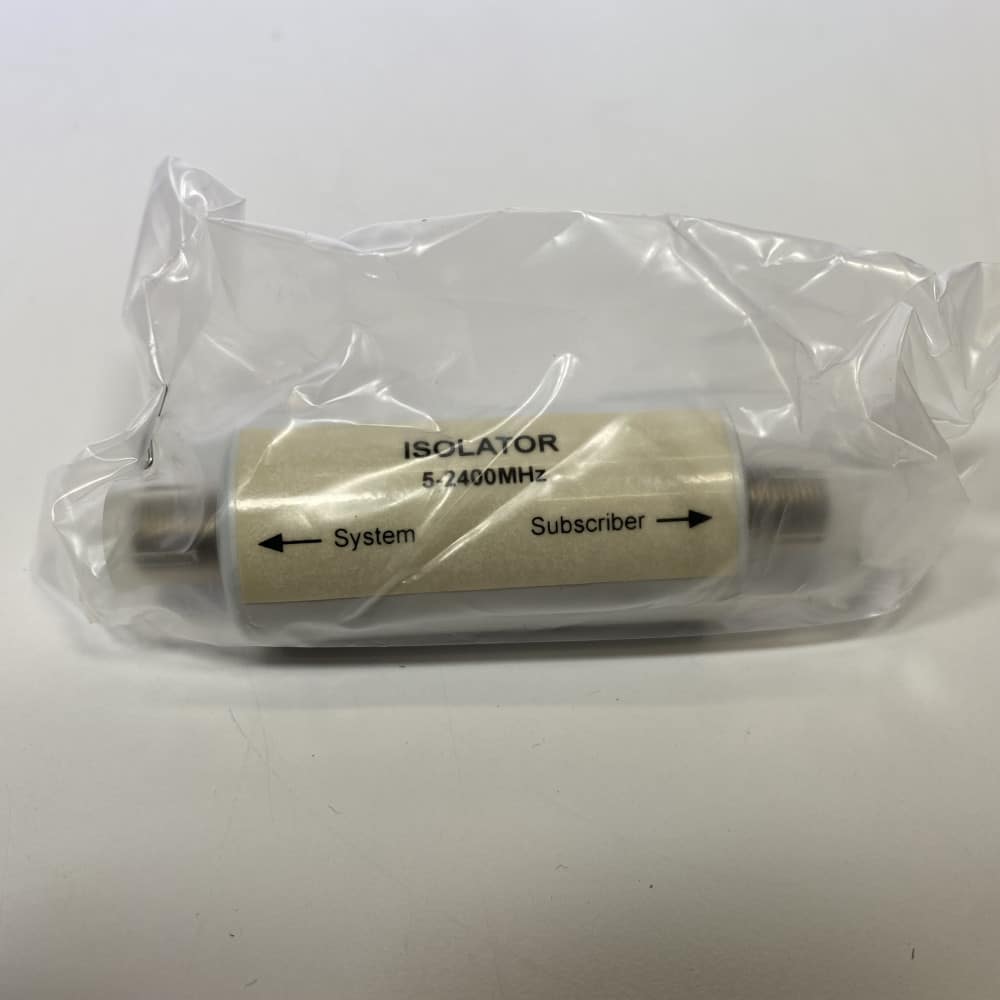 ISOLATOR
5-2400MHz
System
Subscriber